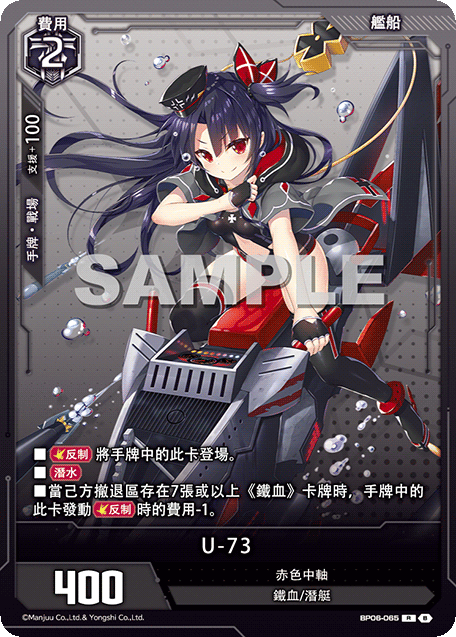 費用
2
艦船
支援+100
手牌・戰場
SAMPLE
■反制 將手牌中的此卡登場。
■潛水
■當己方撤退區存在7張或以上《鐵血》卡牌時，手牌中的
此卡發動 反制 時的費用-1。
U-73
400
赤色中軸
鐵血/潛艇
©Manjuu Co.Ltd. & Yongshi Co.,Ltd.
BP06-065 R B